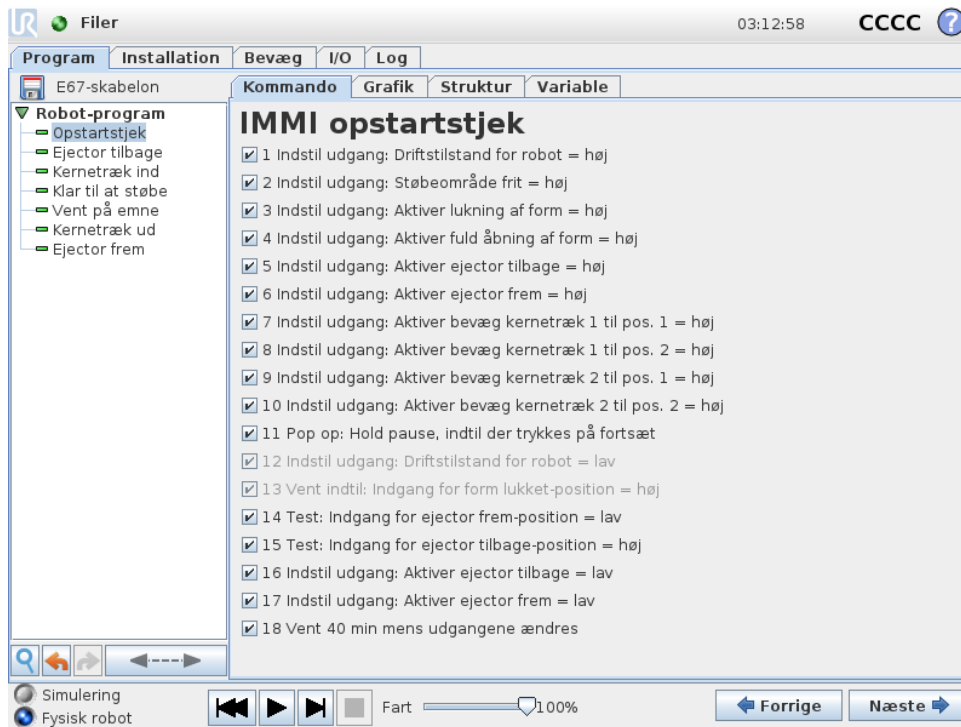 UR Filer 03:12:58 CCCC ?
Program Installation Bevæg I/O Log
E67-skabelon
Kommando Grafik Struktur Variable
Robot-program
Opstartstjek
Ejector tilbage
Kernetræk ind
Klar til at støbe
Vent på emne
Kernetræk ud
Ejector frem
IMMI opstartstjek
1 Indstil udgang: Driftstilstand for robot = høj
2 Indstil udgang: Støbeområde frit = høj
3 Indstil udgang: Aktiver lukning af form = høj
4 Indstil udgang: Aktiver fuld åbning af form = høj
5 Indstil udgang: Aktiver ejector tilbage = høj
6 Indstil udgang: Aktiver ejector frem = høj
7 Indstil udgang: Aktiver bevæg kernetræk 1 til pos. 1 = høj
8 Indstil udgang: Aktiver bevæg kernetræk 1 til pos. 2 = høj
9 Indstil udgang: Aktiver bevæg kernetræk 2 til pos. 1 = høj
10 Indstil udgang: Aktiver bevæg kernetræk 2 til pos. 2 = høj
11 Pop op: Hold pause, indtil der trykkes på fortsæt
12 Indstil udgang: Driftstilstand for robot = lav
13 Vent indtil: Indgang for form lukket-position = høj
14 Test: Indgang for ejector frem-position = lav
15 Test: Indgang for ejector tilbage-position = høj
16 Indstil udgang: Aktiver ejector tilbage = lav
17 Indstil udgang: Aktiver ejector frem = lav
18 Vent 40 min mens udgangene ændres
Simulering
Fysisk robot
Fart 100%
Forrige Næste